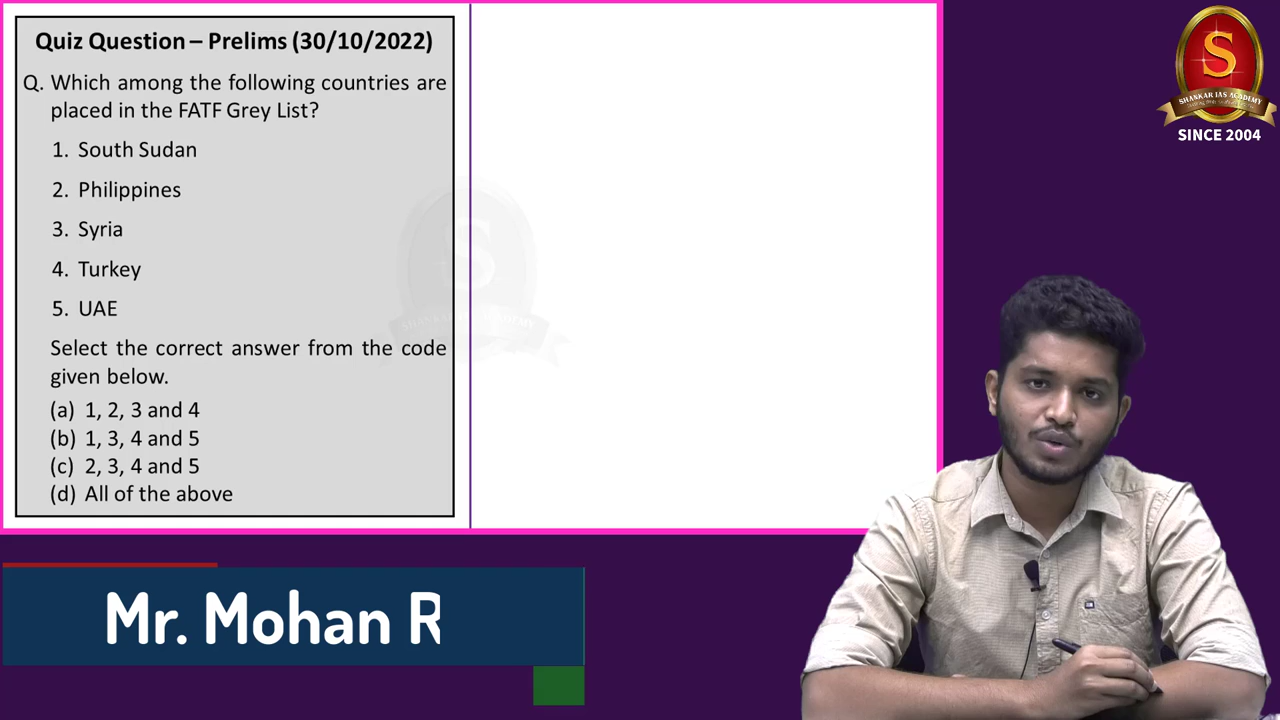 Quiz Question – Prelims (30/10/2022)
Q. Which among the following countries are
placed in the FATF Grey List?
1. South Sudan
2. Philippines
3. Syria
4. Turkey
5. UAE
Select the correct answer from the code
given below.
(a) 1, 2, 3 and 4
(b) 1, 3, 4 and 5
(c) 2, 3, 4 and 5
(d) All of the above
S
SHANKAR IAS ACADEMY
SINCE 2004
S
SHANKAR IAS ACADEMY
Mr. Mohan R